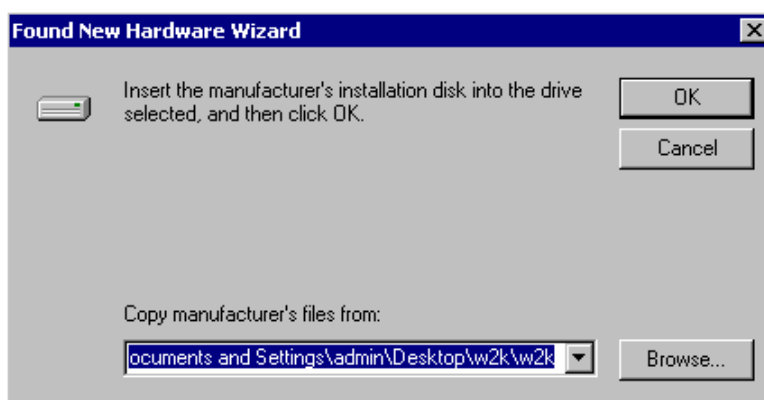 Found New Hardware Wizard
Insert the manufacturer's installation disk into the drive
selected, and then click OK.
OK
Cancel
Copy manufacturer's files from:
ocuments and Settings\admin\Desktop\w2k\w2k
Browse...